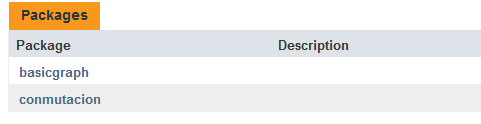 Packages
Package Description
basicgraph
conmutacion